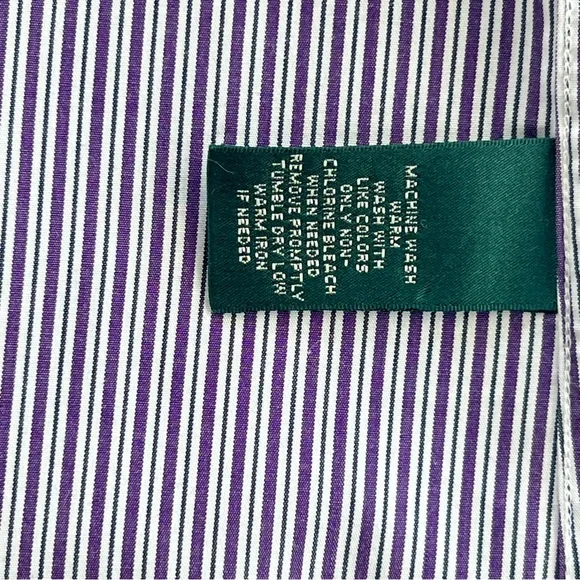 MACHINE WASH
WARM
WASH WITH
LIKE COLORS
ONLY NON-
CHLORINE BLEACH
WHEN NEEDED
REMOVE PROMPTLY
TUMBLE DRY LOW
WARM IRON
IF NEEDED